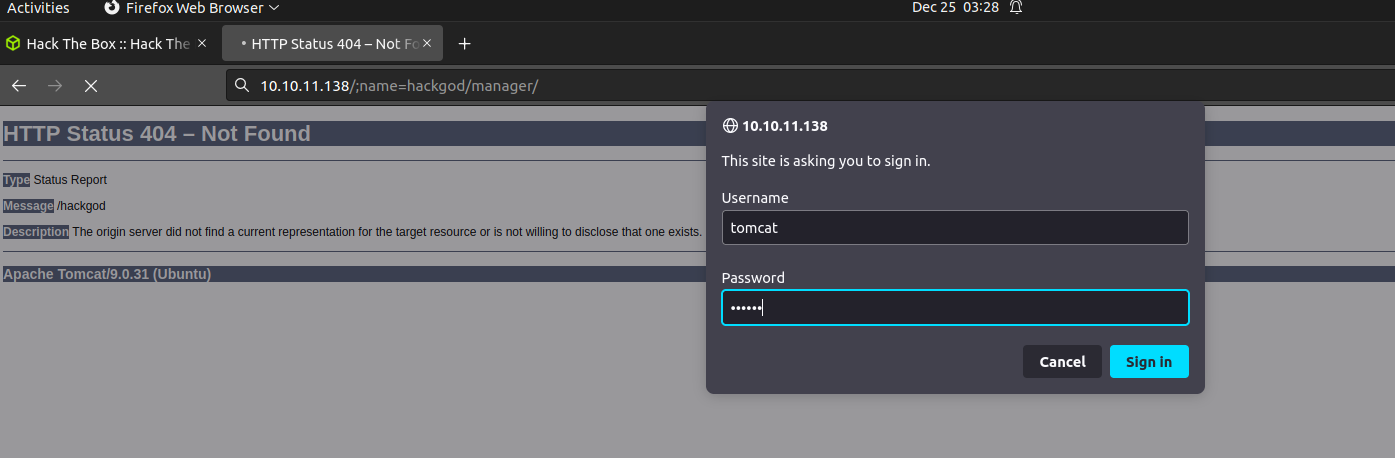 Activities Firefox Web Browser Dec 25 03:28
Hack The Box :: Hack The HTTP Status 404 – Not Fo
10.10.11.138/;name=hackgod/manager/
HTTP Status 404 – Not Found
Type Status Report
Message /hackgod
Description The origin server did not find a current representation for the target resource or is not willing to disclose that one exists.
Apache Tomcat/9.0.31 (Ubuntu)
10.10.11.138
This site is asking you to sign in.
Username
tomcat
Password
••••••
Cancel Sign in